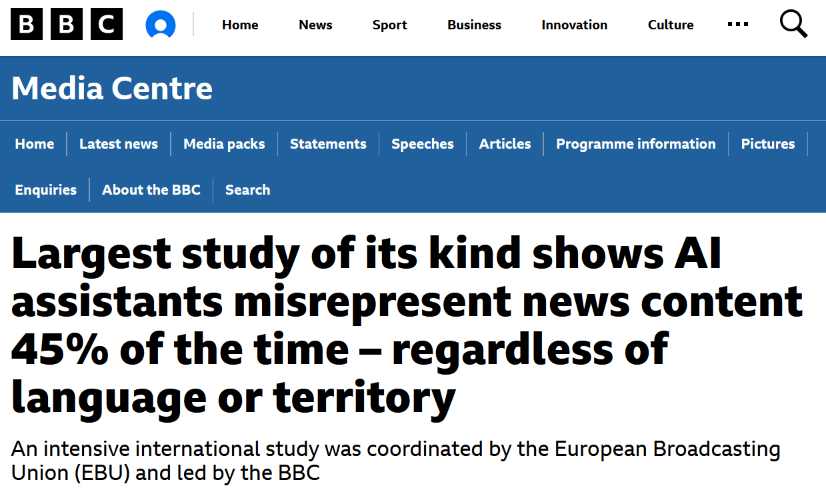 BBC Home News Sport Business Innovation Culture
Media Centre
Home Latest news Media packs Statements Speeches Articles Programme information Pictures
Enquiries About the BBC Search
Largest study of its kind shows AI
assistants misrepresent news content
45% of the time – regardless of
language or territory
An intensive international study was coordinated by the European Broadcasting
Union (EBU) and led by the BBC